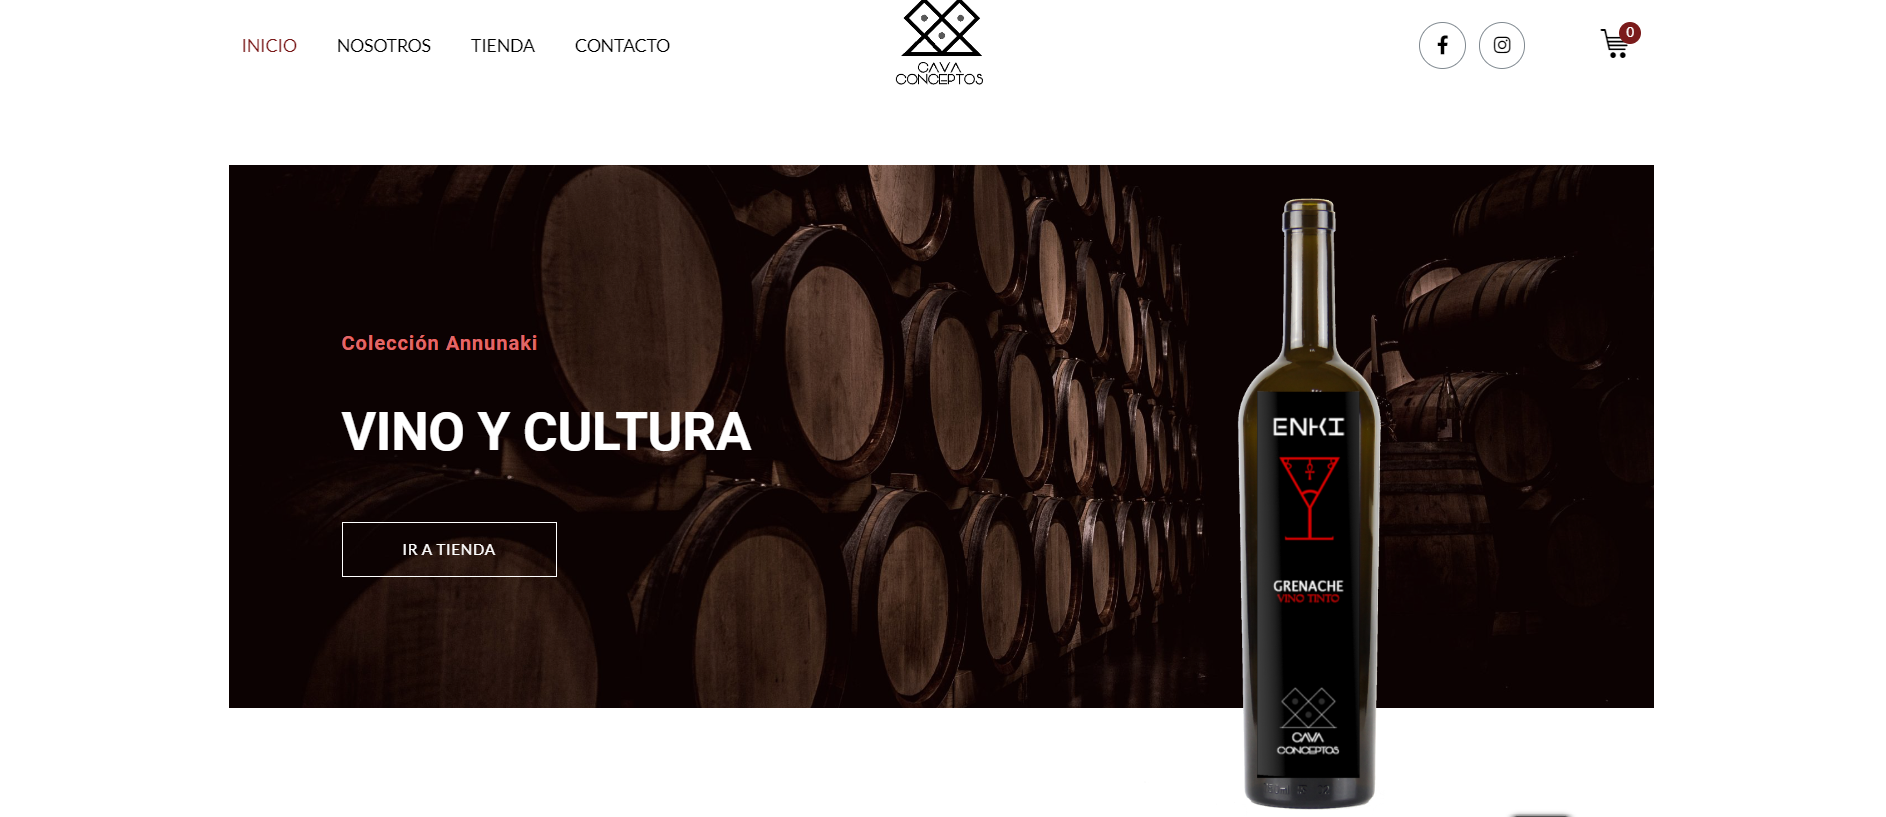 INICIO
NOSOTROS
TIENDA
CONTACTO
CAVA
CONCEPTOS
0
Colección Annunaki
VINO Y CULTURA
IR A TIENDA
ENKI
GRENACHE
VINO TINTO
CAVA
CONCEPTOS